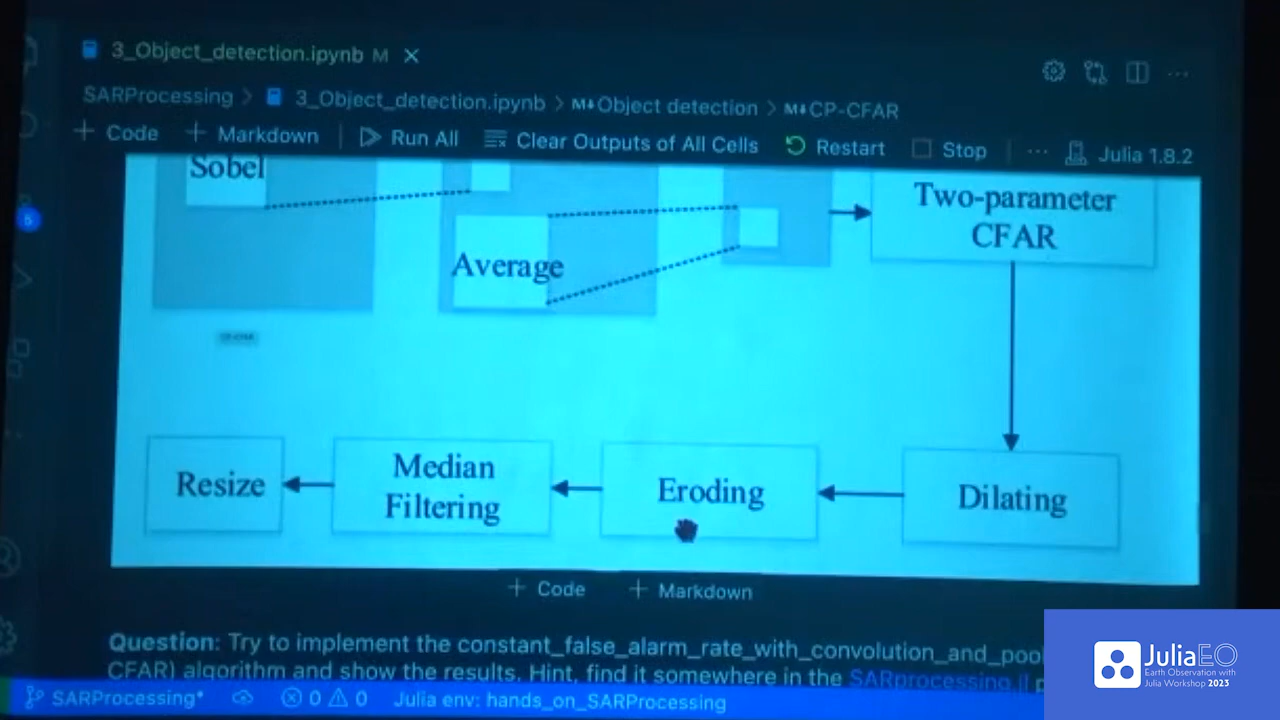 3_Object_detection.ipynb M
SARProcessing > 3_Object_detection.ipynb > M↓Object detection > M↓CP-CFAR
+ Code + Markdown Run All Clear Outputs of All Cells Restart Stop ... Julia 1.8.2
Sobel
Two-parameter
CFAR
Average
Resize
Median
Filtering
Eroding
Dilating
+ Code + Markdown
Question: Try to implement the constant_false_alarm_rate_with_convolution_and_poo
CFAR) algorithm and show the results. Hint, find it somewhere in the SARprocessing.jl
SARProcessing* 0 0 Julia env: hands_on_SARProcessing
JuliaEO
Earth Observation with
Julia Workshop 2023